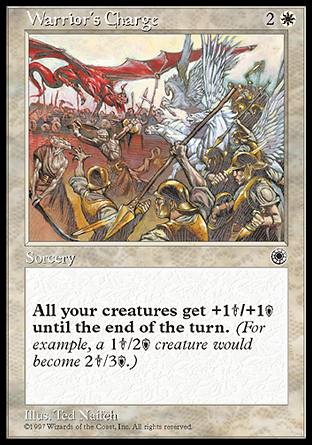 Warrior's Charge 2
Sorcery
All your creatures get +1/+1
until the end of the turn. (For
example, a 1/2 creature would
become 2/3.)
Illus. Ted Naifeh
©1997 Wizards of the Coast, Inc. All rights reserved.